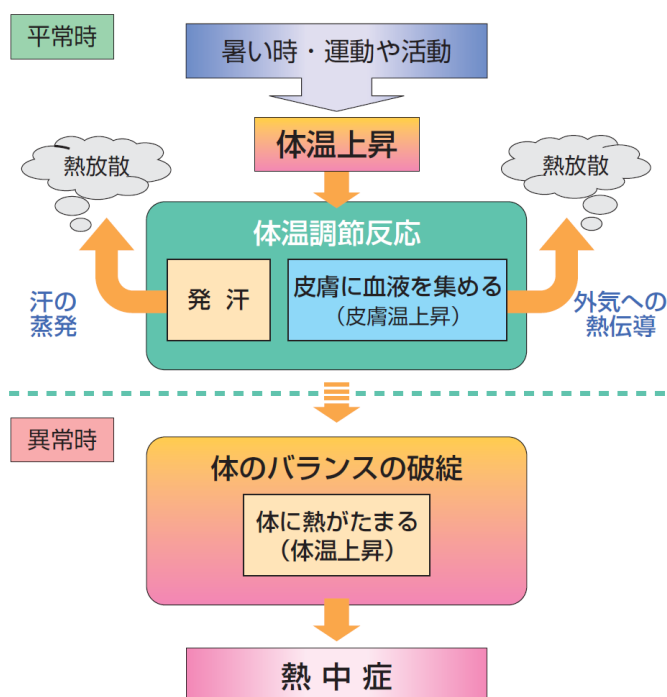 平常時
暑い時・運動や活動
体温上昇
熱放散
熱放散
体温調節反応
発汗
皮膚に血液を集める
（皮膚温上昇）
汗の
蒸発
外気への
熱伝導
異常時
体のバランスの破綻
体に熱がたまる
（体温上昇）
熱中症